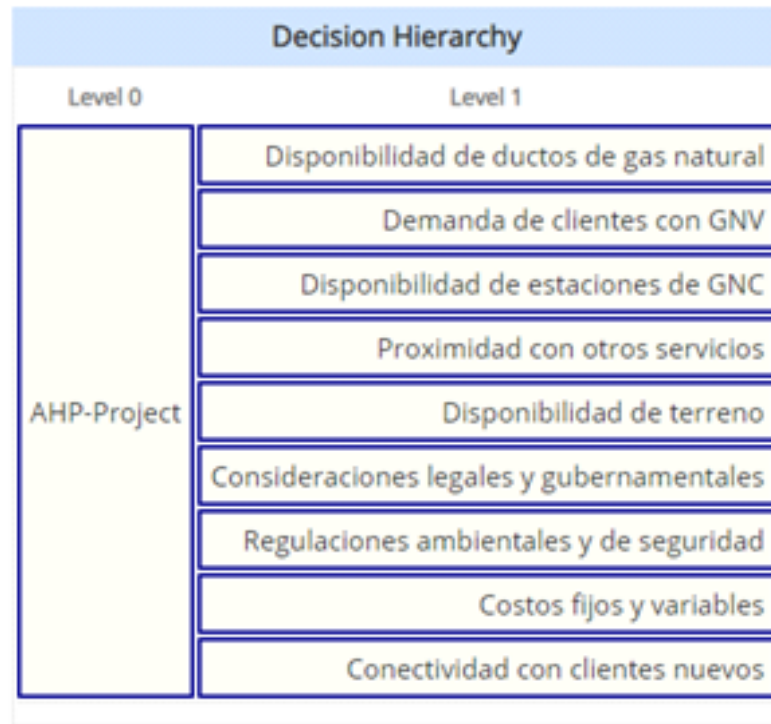 Decision Hierarchy
Level 0
Level 1
AHP-Project
Disponibilidad de ductos de gas natural
Demanda de clientes con GNV
Disponibilidad de estaciones de GNC
Proximidad con otros servicios
Disponibilidad de terreno
Consideraciones legales y gubernamentales
Regulaciones ambientales y de seguridad
Costos fijos y variables
Conectividad con clientes nuevos